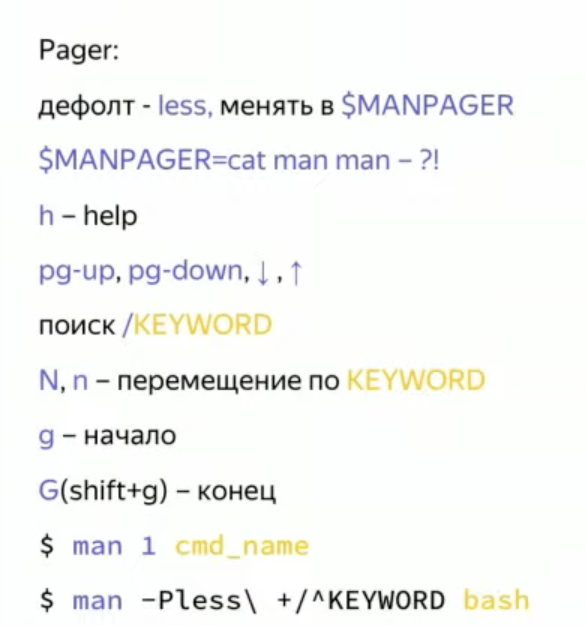 Pager:
дефолт - less, менять в $MANPAGER
$MANPAGER=cat man man – ?!
h – help
pg-up, pg-down, ↓ , ↑
поиск /KEYWORD
N, n – перемещение по KEYWORD
g – начало
G(shift+g) – конец
$ man 1 cmd_name
$ man –Pless\ +/^KEYWORD bash